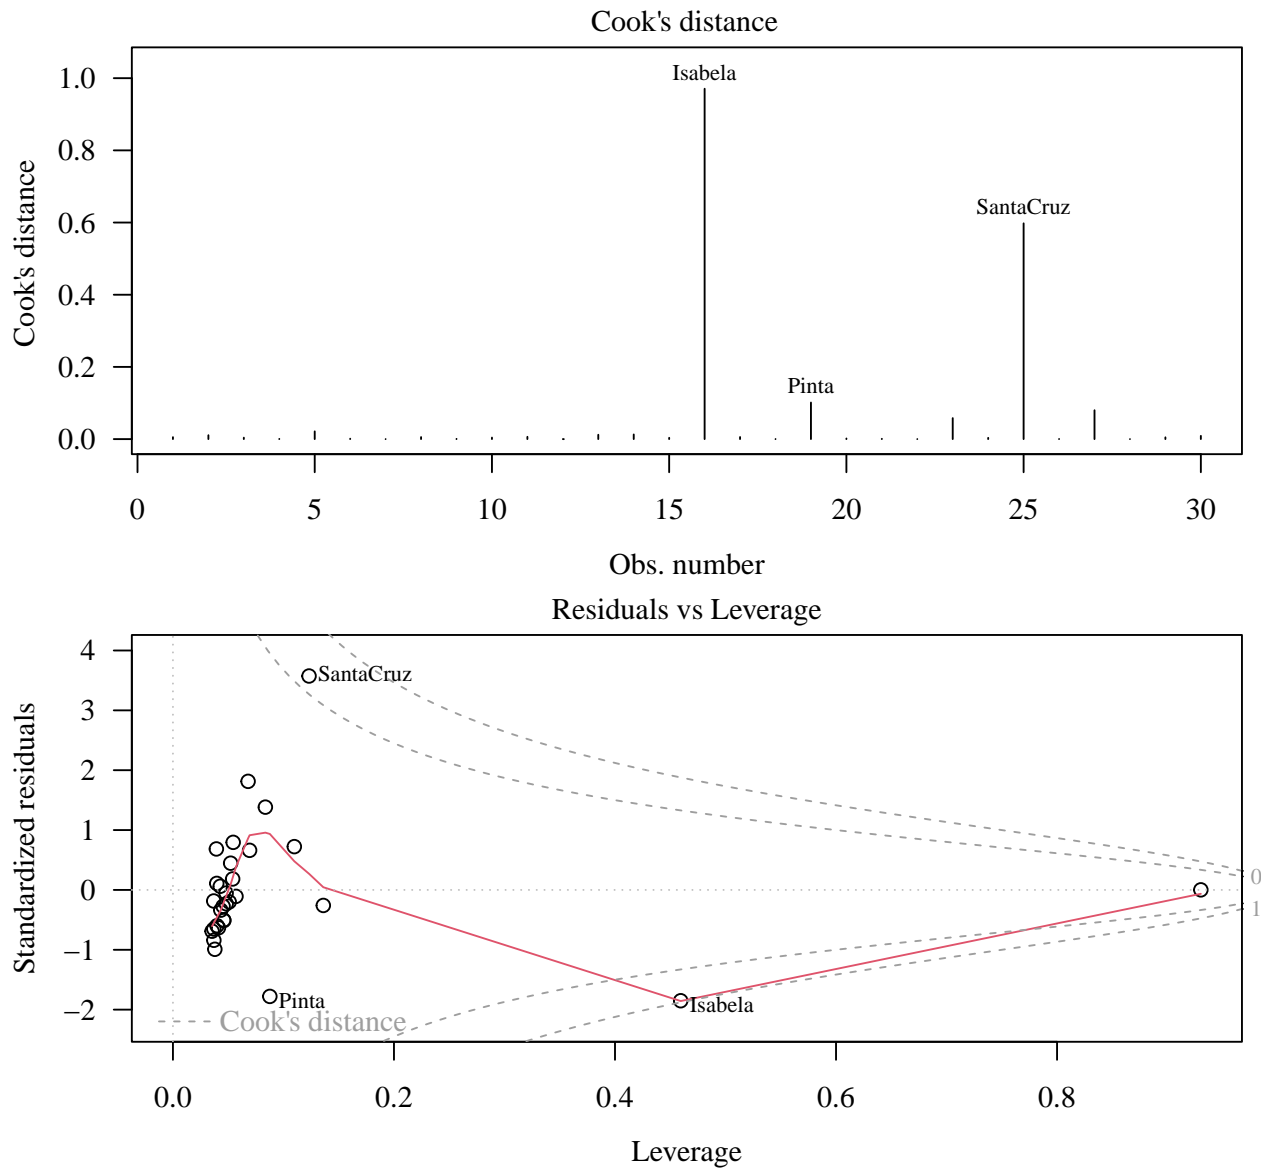 Cook's distance
Cook's distance
1.0
0.8
0.6
0.4
0.2
0.0
Isabela
SantaCruz
Pinta
0 5 10 15 20 25 30
Obs. number
Residuals vs Leverage
Standardized residuals
4
3
2
1
0
−1
−2
SantaCruz
0
1
Pinta
Isabela
Cook's distance
0.0 0.2 0.4 0.6 0.8
Leverage